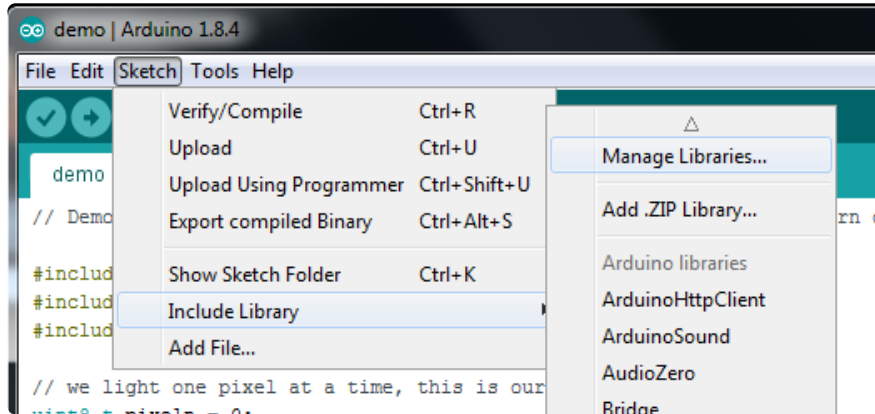 demo | Arduino 1.8.4
File Edit Sketch Tools Help
Verify/Compile Ctrl+R
Upload Ctrl+U
Upload Using Programmer Ctrl+Shift+U
Export compiled Binary Ctrl+Alt+S
Show Sketch Folder Ctrl+K
Include Library
Add File...
Manage Libraries...
Add .ZIP Library...
Arduino libraries
ArduinoHttpClient
ArduinoSound
AudioZero
Bridge
demo
// Demo
#includ
#includ
#includ
// we light one pixel at a time, this is our
uint8_t pixeln = 0;